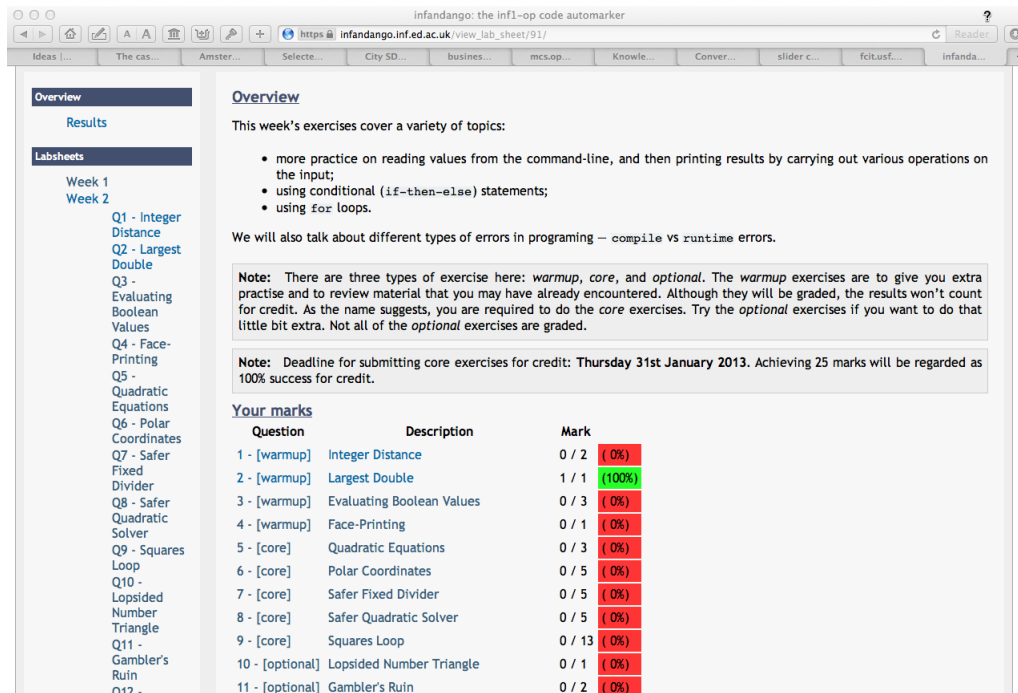 infandango: the inf1-op code automarker
?
A A + https infandango.inf.ed.ac.uk/view_lab_sheet/91/ Reader
Ideas |... The cas... Amster... Selecte... City SD... busines... mcs.op... Knowle... Conver... slider c... fcit.usf.... infanda...
Overview
Results
Labsheets
Week 1
Week 2
Q1 - Integer
Distance
Q2 - Largest
Double
Q3 -
Evaluating
Boolean
Values
Q4 - Face-
Printing
Q5 -
Quadratic
Equations
Q6 - Polar
Coordinates
Q7 - Safer
Fixed
Divider
Q8 - Safer
Quadratic
Solver
Q9 - Squares
Loop
Q10 -
Lopsided
Number
Triangle
Q11 -
Gambler's
Ruin
Q12 -
Overview
This week's exercises cover a variety of topics:
• more practice on reading values from the command-line, and then printing results by carrying out various operations on
the input;
• using conditional (if-then-else) statements;
• using for loops.
We will also talk about different types of errors in programing — compile vs runtime errors.
Note: There are three types of exercise here: warmup, core, and optional. The warmup exercises are to give you extra
practise and to review material that you may have already encountered. Although they will be graded, the results won't count
for credit. As the name suggests, you are required to do the core exercises. Try the optional exercises if you want to do that
little bit extra. Not all of the optional exercises are graded.
Note: Deadline for submitting core exercises for credit: Thursday 31st January 2013. Achieving 25 marks will be regarded as
100% success for credit.
Your marks
Question Description Mark
1 - [warmup] Integer Distance 0 / 2 ( 0%)
2 - [warmup] Largest Double 1 / 1 (100%)
3 - [warmup] Evaluating Boolean Values 0 / 3 ( 0%)
4 - [warmup] Face-Printing 0 / 1 ( 0%)
5 - [core] Quadratic Equations 0 / 3 ( 0%)
6 - [core] Polar Coordinates 0 / 5 ( 0%)
7 - [core] Safer Fixed Divider 0 / 5 ( 0%)
8 - [core] Safer Quadratic Solver 0 / 5 ( 0%)
9 - [core] Squares Loop 0 / 13 ( 0%)
10 - [optional] Lopsided Number Triangle 0 / 1 ( 0%)
11 - [optional] Gambler's Ruin 0 / 2 ( 0%)